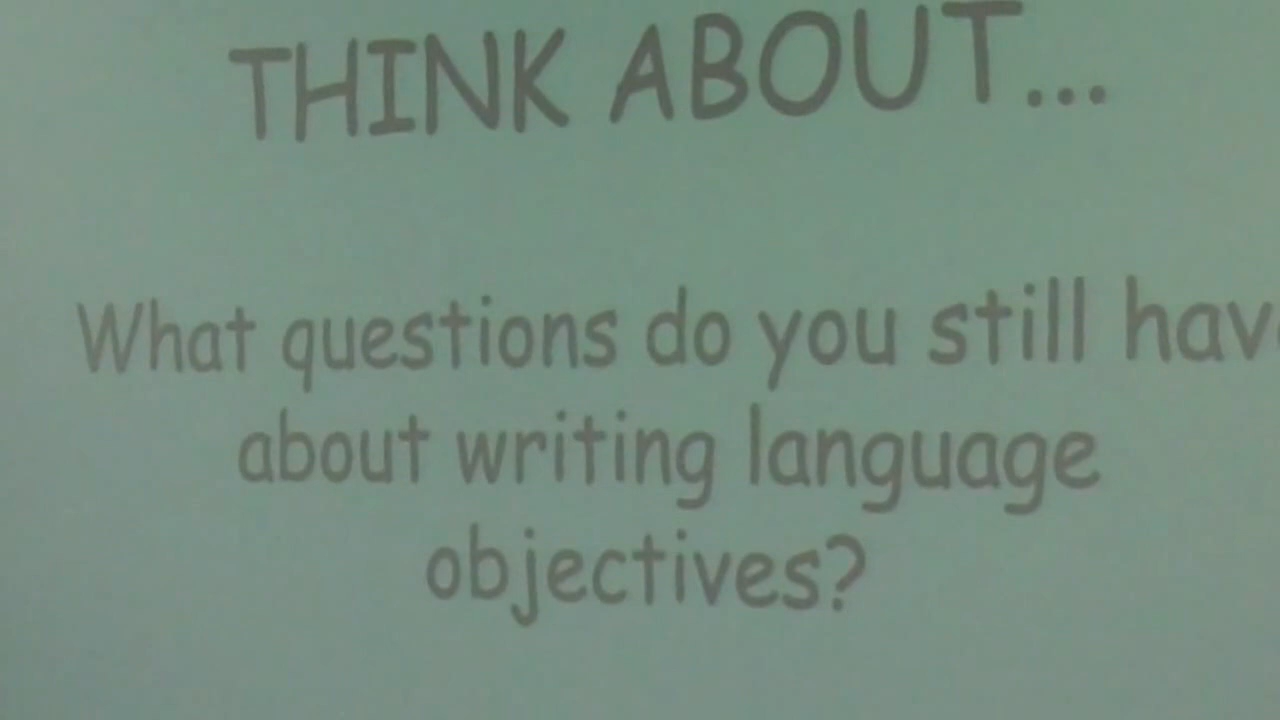 THINK ABOUT...
What questions do you still hav
about writing language
objectives?